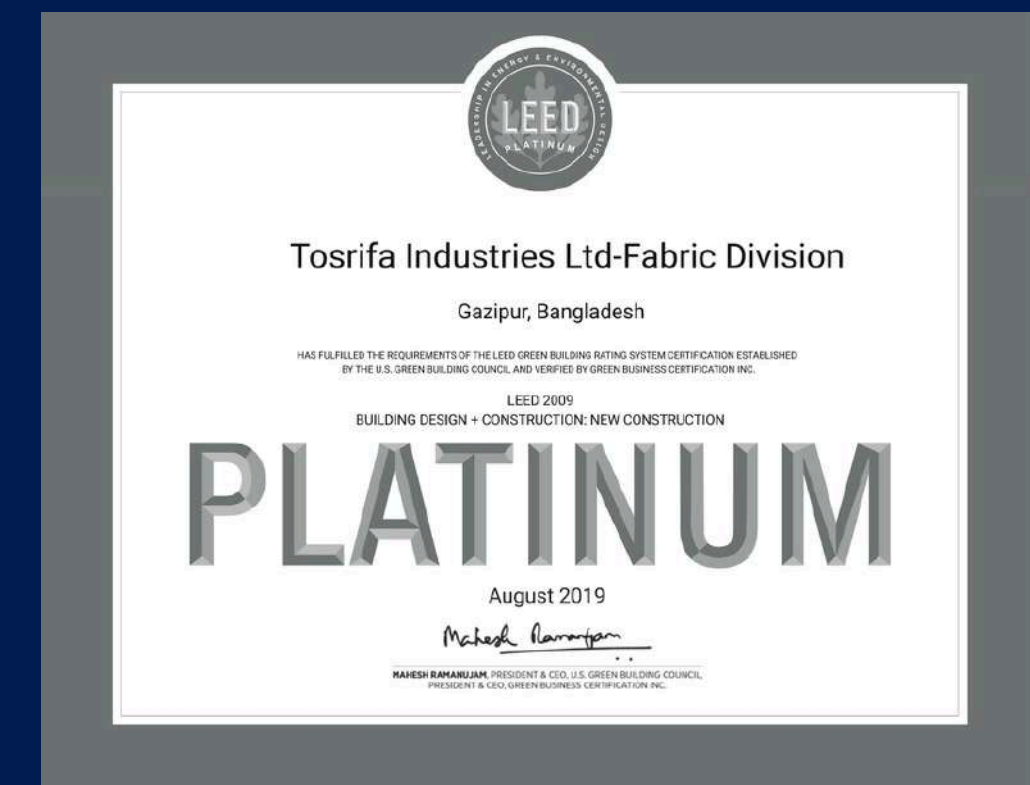 LEADERSHIP IN ENERGY & ENVIRONMENTAL DESIGN
LEED
PLATINUM
Tosrifa Industries Ltd-Fabric Division
Gazipur, Bangladesh
HAS FULFILLED THE REQUIREMENTS OF THE LEED GREEN BUILDING RATING SYSTEM CERTIFICATION ESTABLISHED
BY THE U.S. GREEN BUILDING COUNCIL AND VERIFIED BY GREEN BUSINESS CERTIFICATION INC.
LEED 2009
BUILDING DESIGN + CONSTRUCTION: NEW CONSTRUCTION
PLATINUM
August 2019
Mahesh Ramanujam
MAHESH RAMANUJAM, PRESIDENT & CEO, U.S. GREEN BUILDING COUNCIL,
PRESIDENT & CEO, GREEN BUSINESS CERTIFICATION INC.